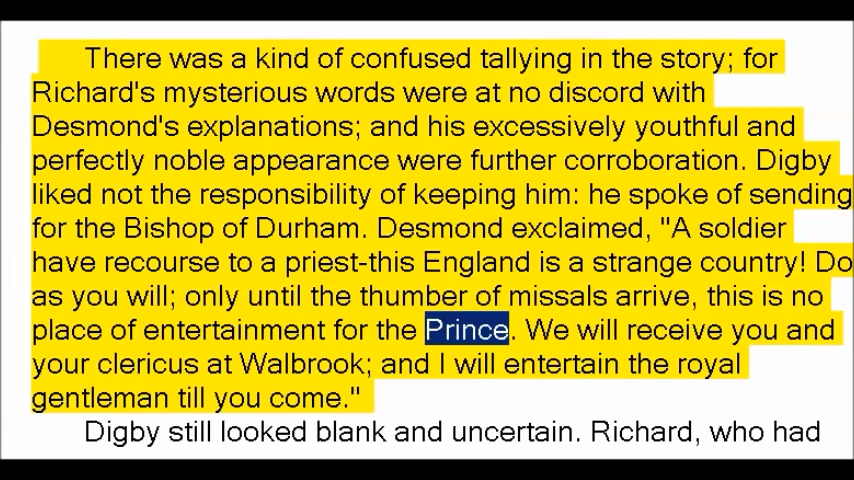 There was a kind of confused tallying in the story; for
Richard's mysterious words were at no discord with
Desmond's explanations; and his excessively youthful and
perfectly noble appearance were further corroboration. Digby
liked not the responsibility of keeping him: he spoke of sending
for the Bishop of Durham. Desmond exclaimed, "A soldier
have recourse to a priest-this England is a strange country! Do
as you will; only until the thumber of missals arrive, this is no
place of entertainment for the Prince. We will receive you and
your clericus at Walbrook; and I will entertain the royal
gentleman till you come."
Digby still looked blank and uncertain. Richard, who had